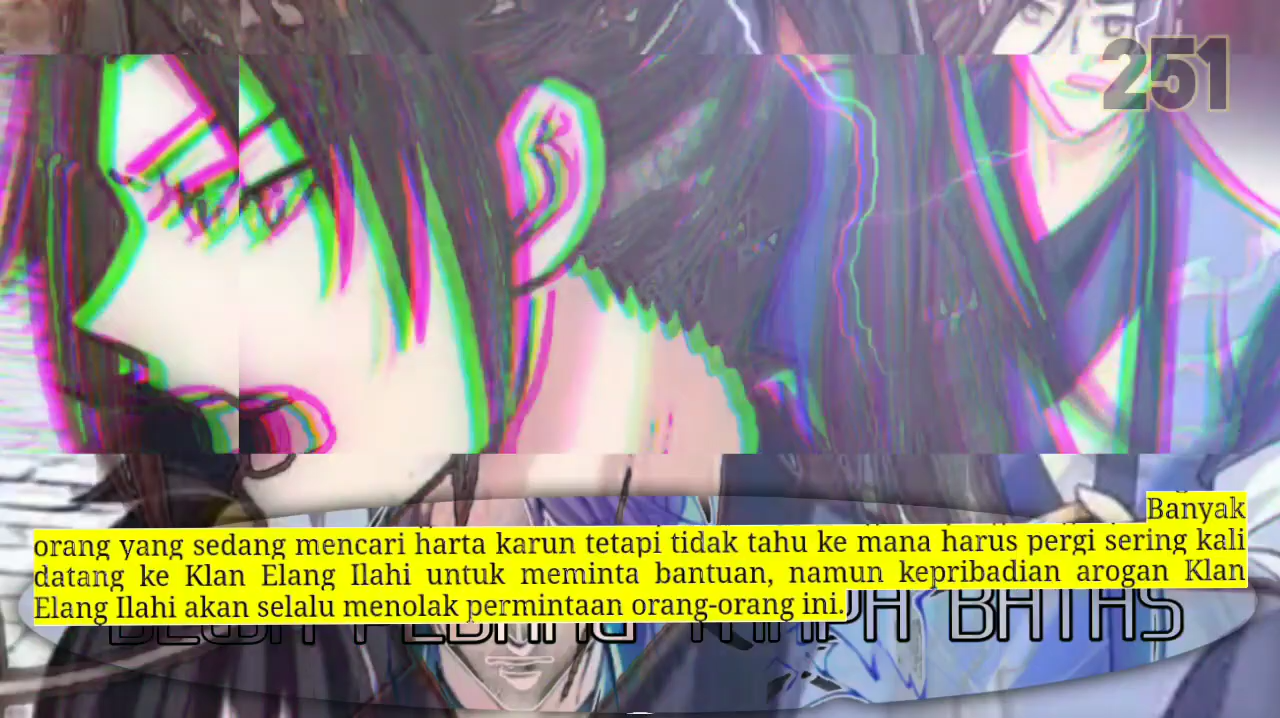 251
Banyak
orang yang sedang mencari harta karun tetapi tidak tahu ke mana harus pergi sering kali
datang ke Klan Elang Ilahi untuk meminta bantuan, namun kepribadian arogan Klan
Elang Ilahi akan selalu menolak permintaan orang-orang ini.
BATAS